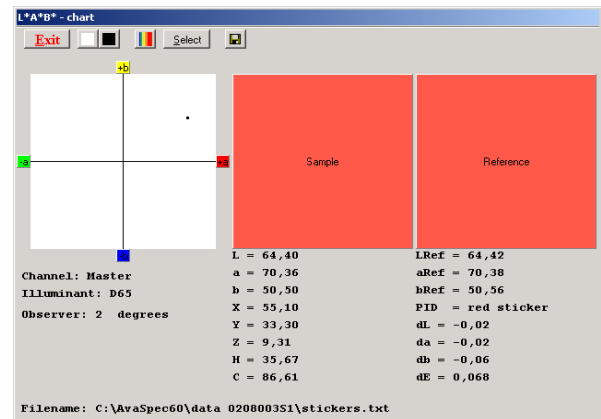 L*A*B* - chart
Exit Select
+b
-a +a
Sample
Reference
-b
Channel: Master
Illuminant: D65
Observer: 2 degrees
L = 64,40
a = 70,36
b = 50,50
X = 55,10
Y = 33,30
Z = 9,31
H = 35,67
C = 86,61
LRef = 64,42
aRef = 70,38
bRef = 50,56
PID = red sticker
dL = -0,02
da = -0,02
db = -0,06
dE = 0,068
Filename: C:\AvaSpec60\data 0208003S1\stickers.txt